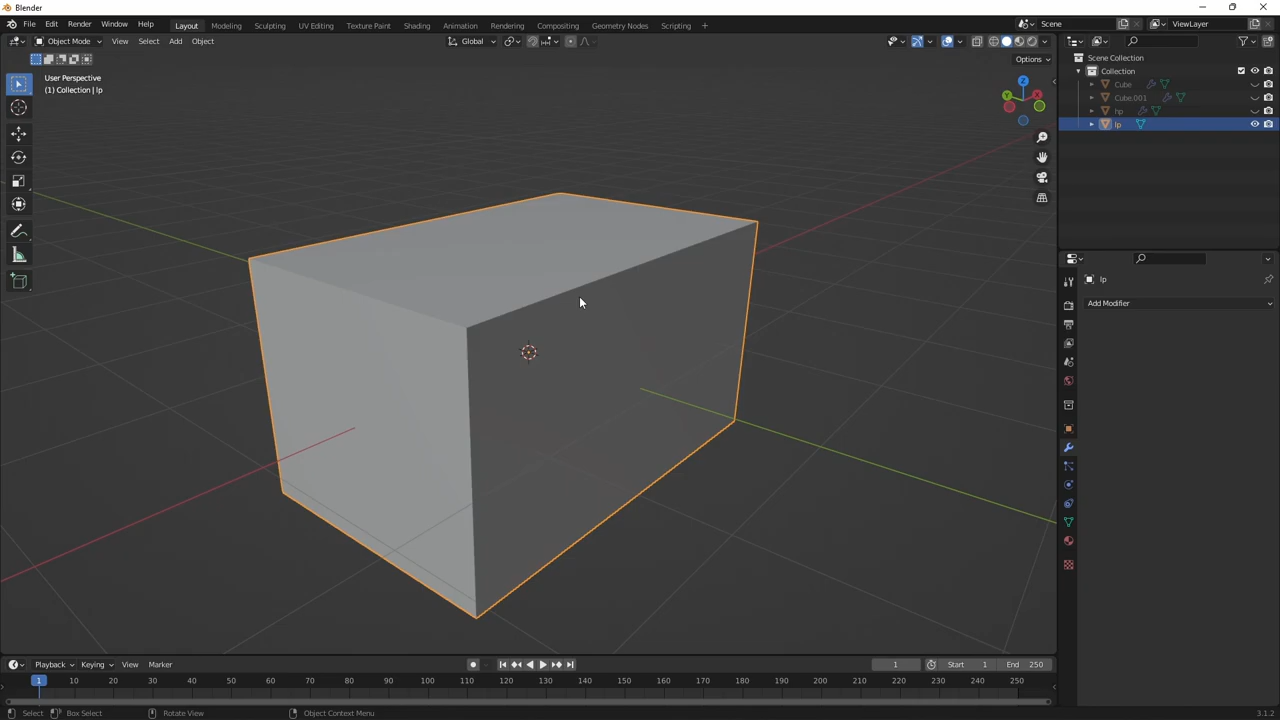 Blender
File Edit Render Window Help Layout Modeling Sculpting UV Editing Texture Paint Shading Animation Rendering Compositing Geometry Nodes Scripting + Scene ViewLayer
Object Mode View Select Add Object Global
Options
User Perspective
(1) Collection | lp
Z
Y
X
Scene Collection
Collection
Cube
Cube.001
hp
lp
lp
Add Modifier
Playback Keying View Marker 1 Start 1 End 250
1 10 20 30 40 50 60 70 80 90 100 110 120 130 140 150 160 170 180 190 200 210 220 230 240 250
Select Box Select Rotate View Object Context Menu 3.1.2